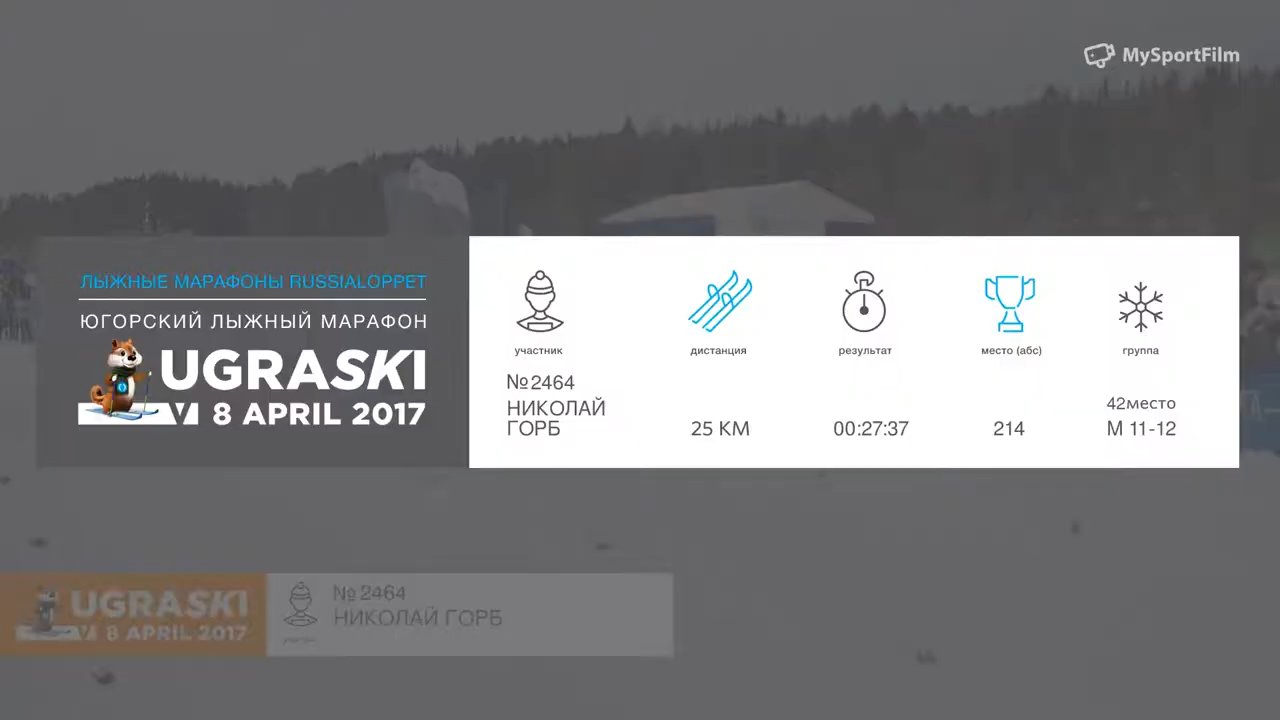 MySportFilm
ЛЫЖНЫЕ МАРАФОНЫ RUSSIALOPPET
ЮГОРСКИЙ ЛЫЖНЫЙ МАРАФОН
UGRASKI
V 8 APRIL 2017
участник
дистанция
результат
место (абс)
группа
№2464
НИКОЛАЙ
ГОРБ
25 КМ
00:27:37
214
42место
М 11-12
UGRASKI
V 8 APRIL 2017
№2464
НИКОЛАЙ ГОРБ